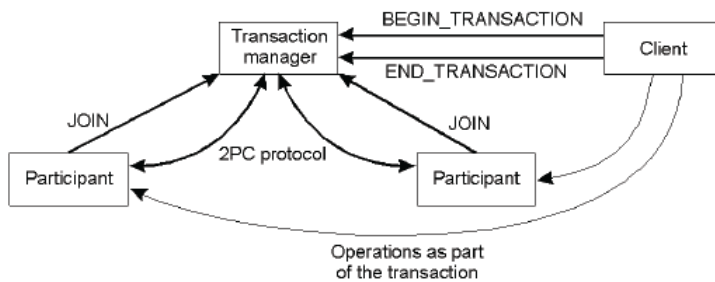 BEGIN_TRANSACTION
Transaction
manager
Client
END_TRANSACTION
JOIN
JOIN
2PC protocol
Participant
Participant
Operations as part
of the transaction